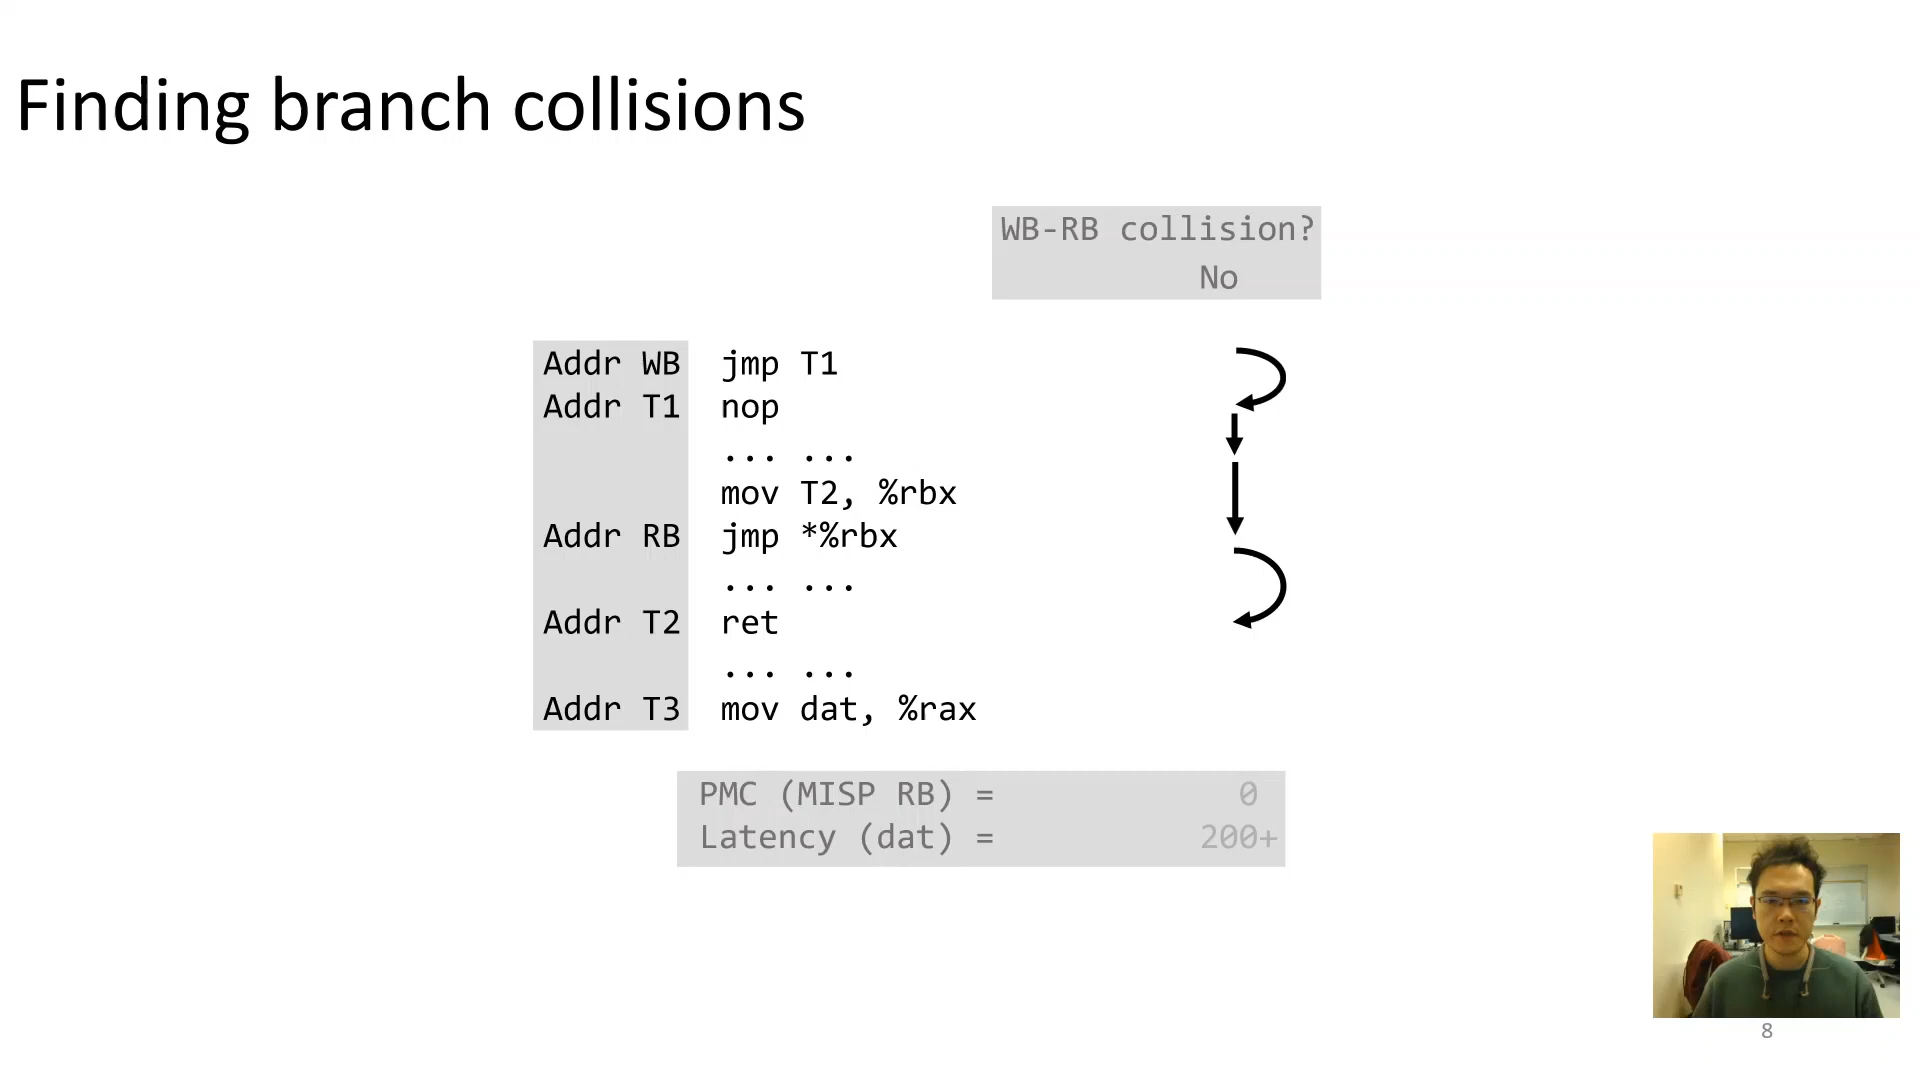 Finding branch collisions
WB-RB collision?
No
Addr WB jmp T1
Addr T1 nop
... ...
mov T2, %rbx
Addr RB jmp *%rbx
... ...
Addr T2 ret
... ...
Addr T3 mov dat, %rax
PMC (MISP RB) = 0
Latency (dat) = 200+
8